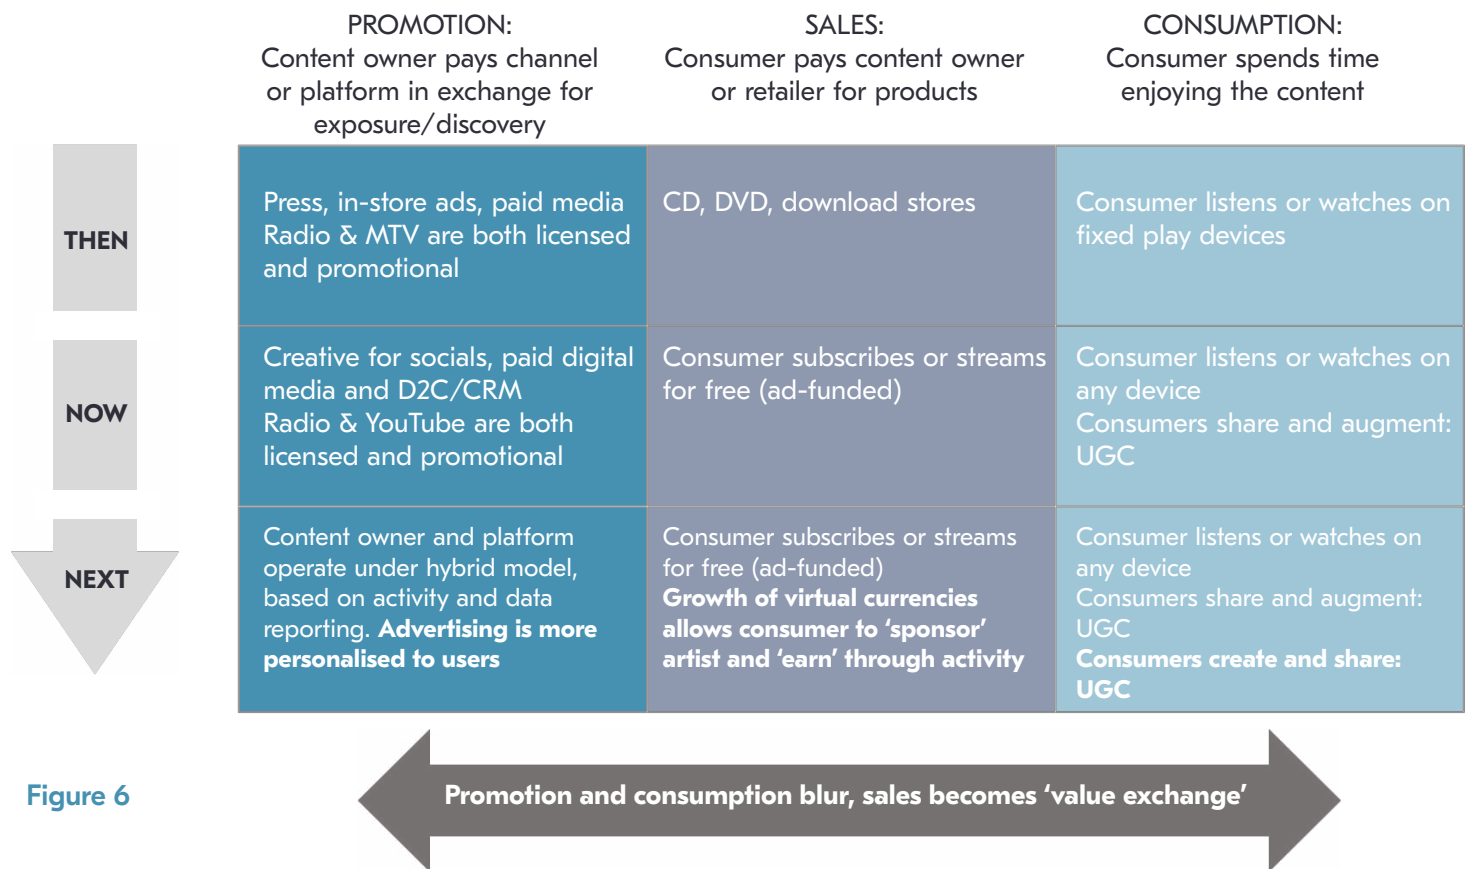 PROMOTION:
Content owner pays channel
or platform in exchange for
exposure/discovery
SALES:
Consumer pays content owner
or retailer for products
CONSUMPTION:
Consumer spends time
enjoying the content
THEN
Press, in-store ads, paid media
Radio & MTV are both licensed
and promotional
CD, DVD, download stores
Consumer listens or watches on
fixed play devices
NOW
Creative for socials, paid digital
media and D2C/CRM
Radio & YouTube are both
licensed and promotional
Consumer subscribes or streams
for free (ad-funded)
Consumer listens or watches on
any device
Consumers share and augment:
UGC
NEXT
Content owner and platform
operate under hybrid model,
based on activity and data
reporting. Advertising is more
personalised to users
Consumer subscribes or streams
for free (ad-funded)
Growth of virtual currencies
allows consumer to ‘sponsor’
artist and ‘earn’ through activity
Consumer listens or watches on
any device
Consumers share and augment:
UGC
Consumers create and share:
UGC
Figure 6
Promotion and consumption blur, sales becomes ‘value exchange’